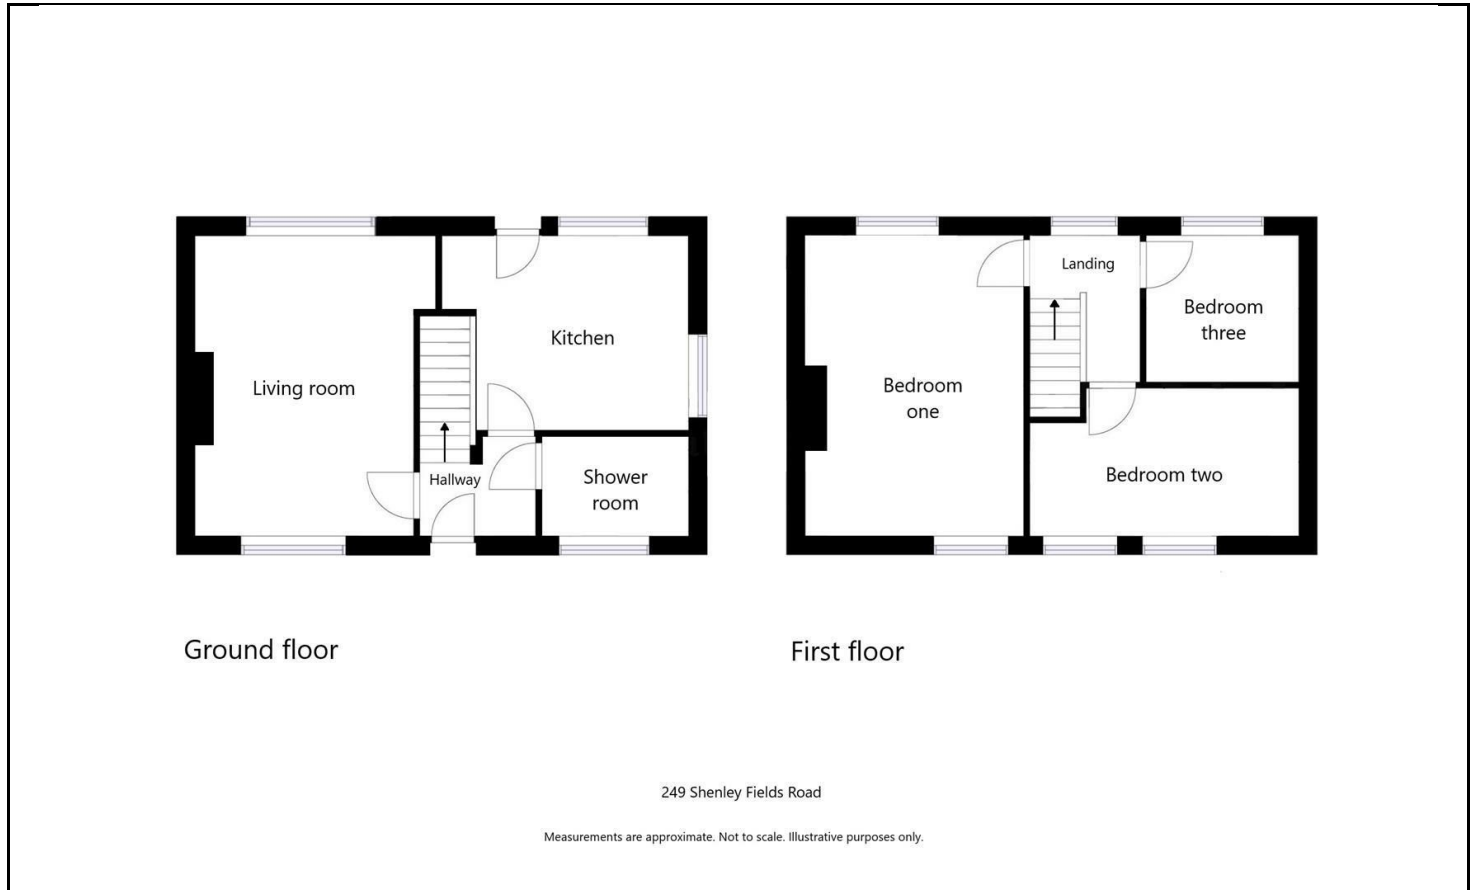 Living room
Kitchen
Hallway
Shower
room
Ground floor
Landing
Bedroom
three
Bedroom
one
Bedroom two
First floor
249 Shenley Fields Road
Measurements are approximate. Not to scale. Illustrative purposes only.